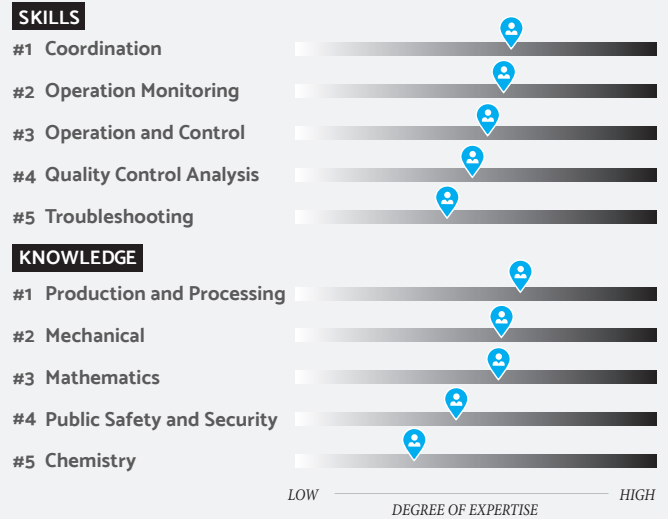 SKILLS
#1 Coordination
#2 Operation Monitoring
#3 Operation and Control
#4 Quality Control Analysis
#5 Troubleshooting
KNOWLEDGE
#1 Production and Processing
#2 Mechanical
#3 Mathematics
#4 Public Safety and Security
#5 Chemistry
LOW HIGH
DEGREE OF EXPERTISE